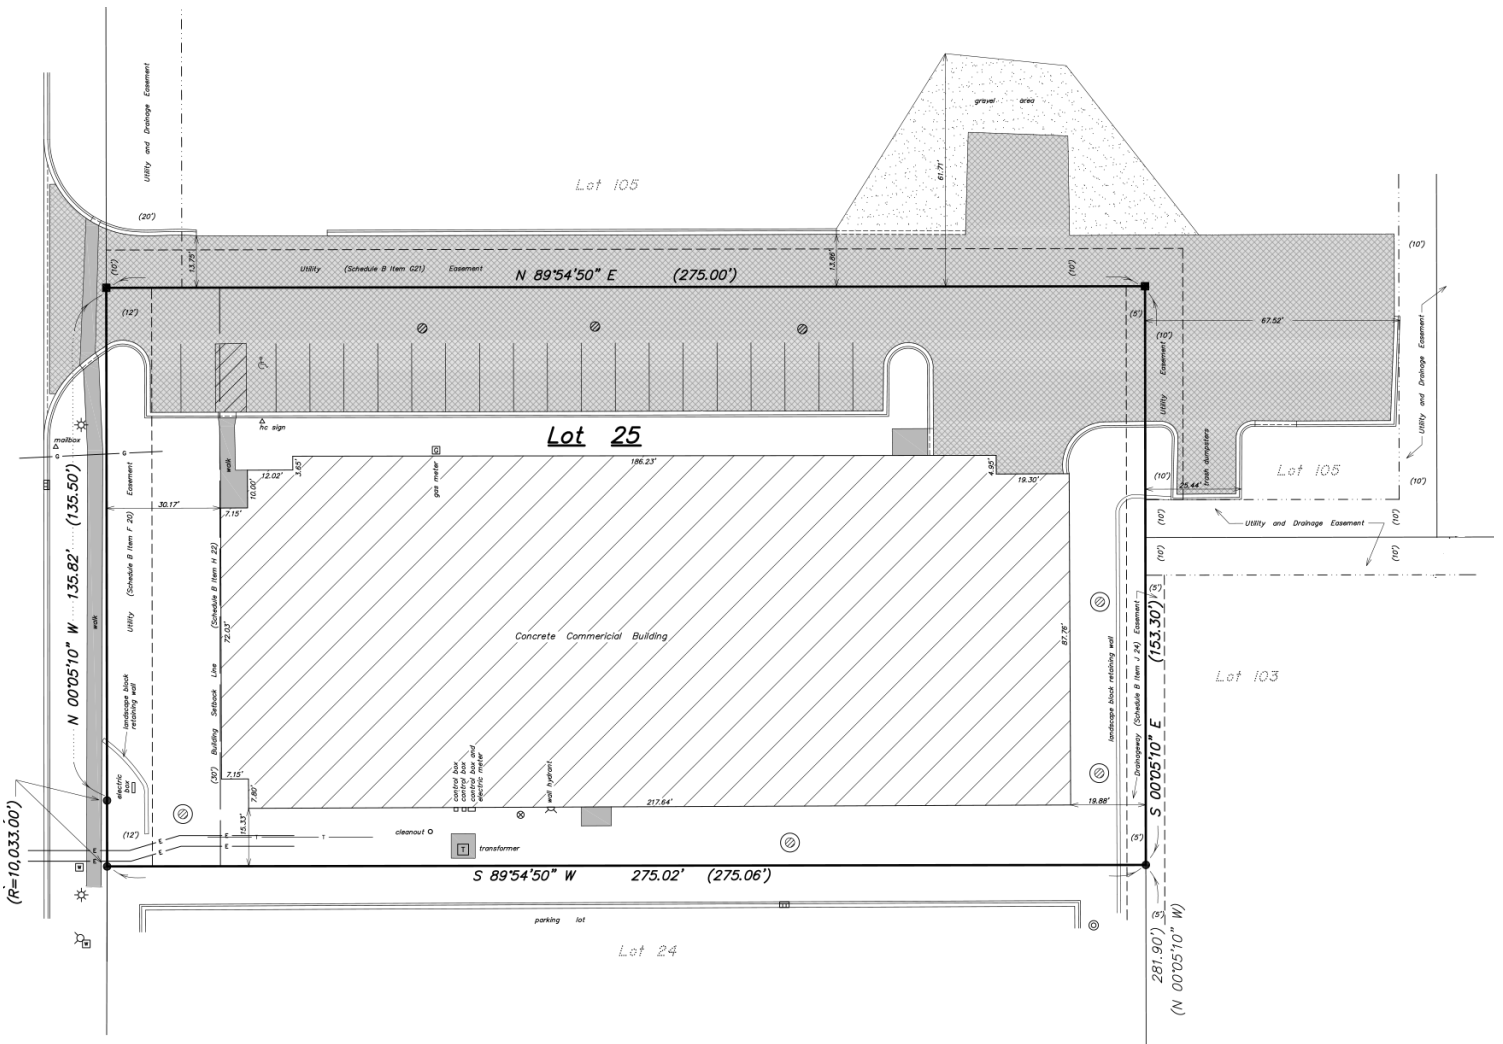 Utility and Drainage Easement
gravel area
61.71'
Lot 105
(20')
(10')
13.75'
Utility (Schedule B Item G21) Easement
N 89°54'50" E (275.00')
13.86'
(10')
(10')
(12')
(5')
(10')
67.52'
Utility Easement
Utility and Drainage Easement
hc sign
mailbox
G
G
Lot 25
walk
12.02'
3.65'
10.00'
7.15'
G
gas meter
186.23'
4.95'
19.30'
trash dumpsters
25.44'
(10')
Lot 105
(10')
30.17'
(10')
Utility and Drainage Easement
(10')
(10')
(10')
(5')
N 00°05'10" W 135.82' (135.50')
walk
Utility (Schedule B Item F 20) Easement
(30') Building Setback Line (Schedule B Item H 22)
72.03'
Concrete Commericial Building
87.76'
landscape block retaining wall
Drainageway (Schedule B Item J 24) Easement
S 00°05'10" E (153.30')
Lot 103
landscape block
retaining wall
electric
box
7.15'
7.80'
control box
control box
control box and
electric meter
wall hydrant
217.64'
19.88'
(R=10,033.00')
(12')
15.33'
E
E
T
T
E
E
E
E
cleanout
T
transformer
(5')
W
S 89°54'50" W 275.02' (275.06')
parking lot
W
Lot 24
(5')
281.90')
(N 00°05'10" W)